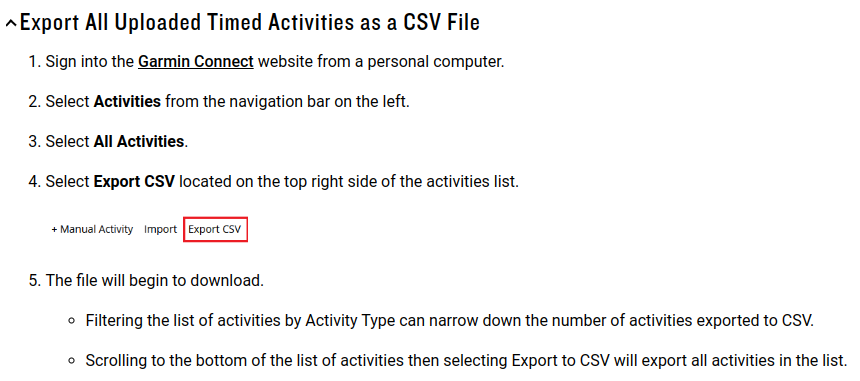 Export All Uploaded Timed Activities as a CSV File
1. Sign into the Garmin Connect website from a personal computer.
2. Select Activities from the navigation bar on the left.
3. Select All Activities.
4. Select Export CSV located on the top right side of the activities list.
+ Manual Activity Import Export CSV
5. The file will begin to download.
Filtering the list of activities by Activity Type can narrow down the number of activities exported to CSV.
Scrolling to the bottom of the list of activities then selecting Export to CSV will export all activities in the list.